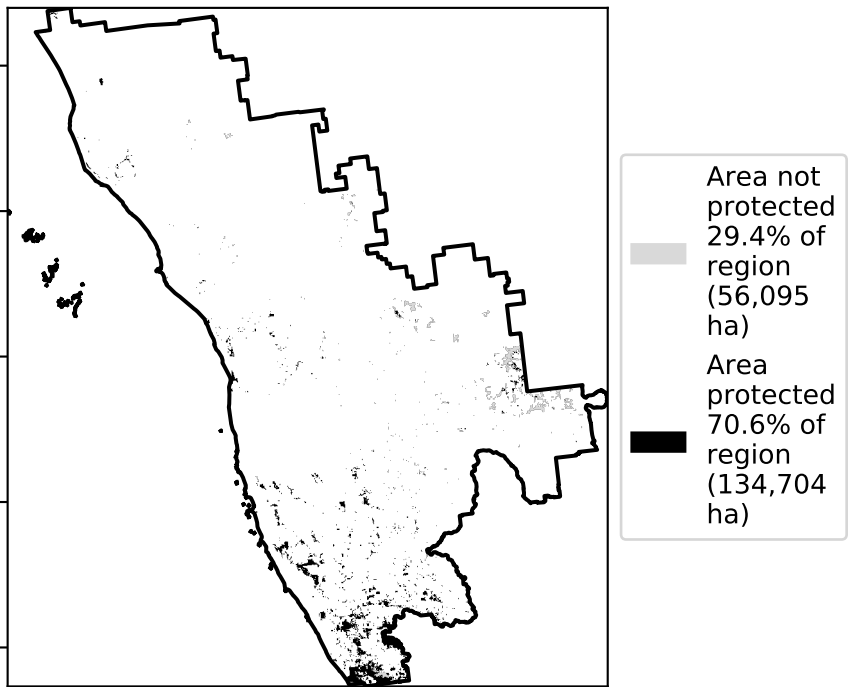 Area not
protected
29.4% of
region
(56,095
ha)
Area
protected
70.6% of
region
(134,704
ha)